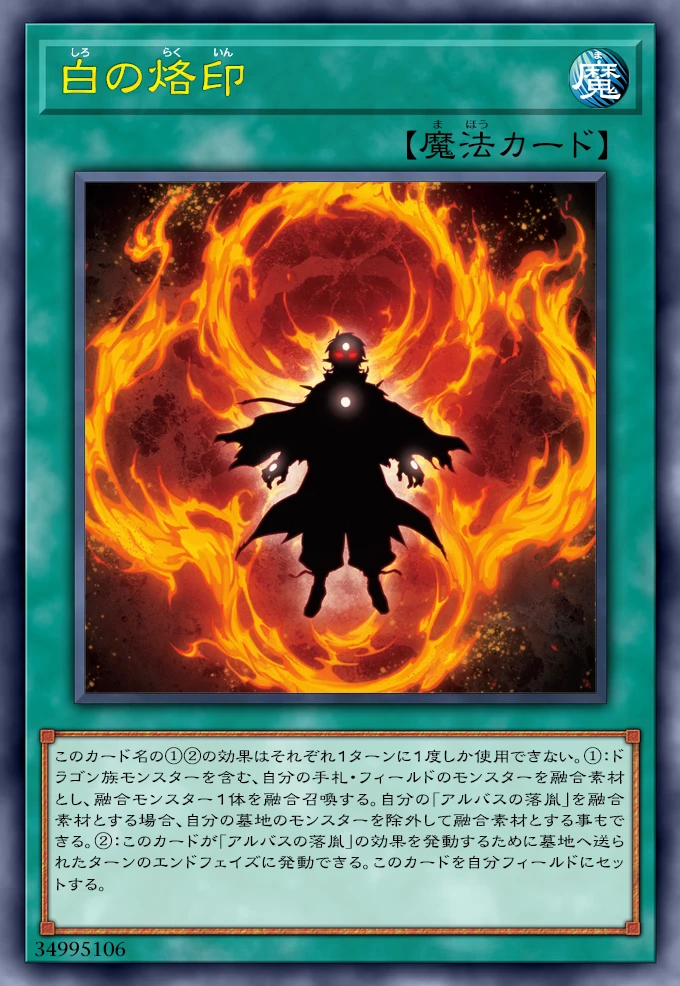 しろ らく いん
白の烙印
ま
魔
ま ほう
【魔法カード】
このカード名の①②の効果はそれぞれ1ターンに1度しか使用できない。①:ド
ラゴン族モンスターを含む、自分の手札・フィールドのモンスターを融合素材
とし、融合モンスター1体を融合召喚する。自分の「アルバスの落胤」を融合
素材とする場合、自分の墓地のモンスターを除外して融合素材とする事もで
きる。②:このカードが「アルバスの落胤」の効果を発動するために墓地へ送ら
れたターンのエンドフェイズに発動できる。このカードを自分フィールドにセッ
トする。
34995106